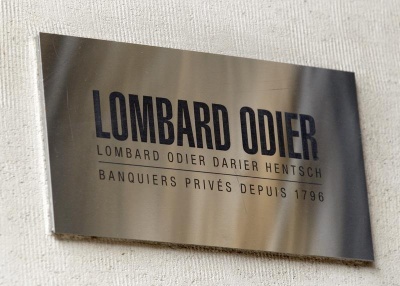 LOMBARD ODIER
LOMBARD ODIER DARIER HENTSCH
BANQUIERS PRIVÉS DEPUIS 1796